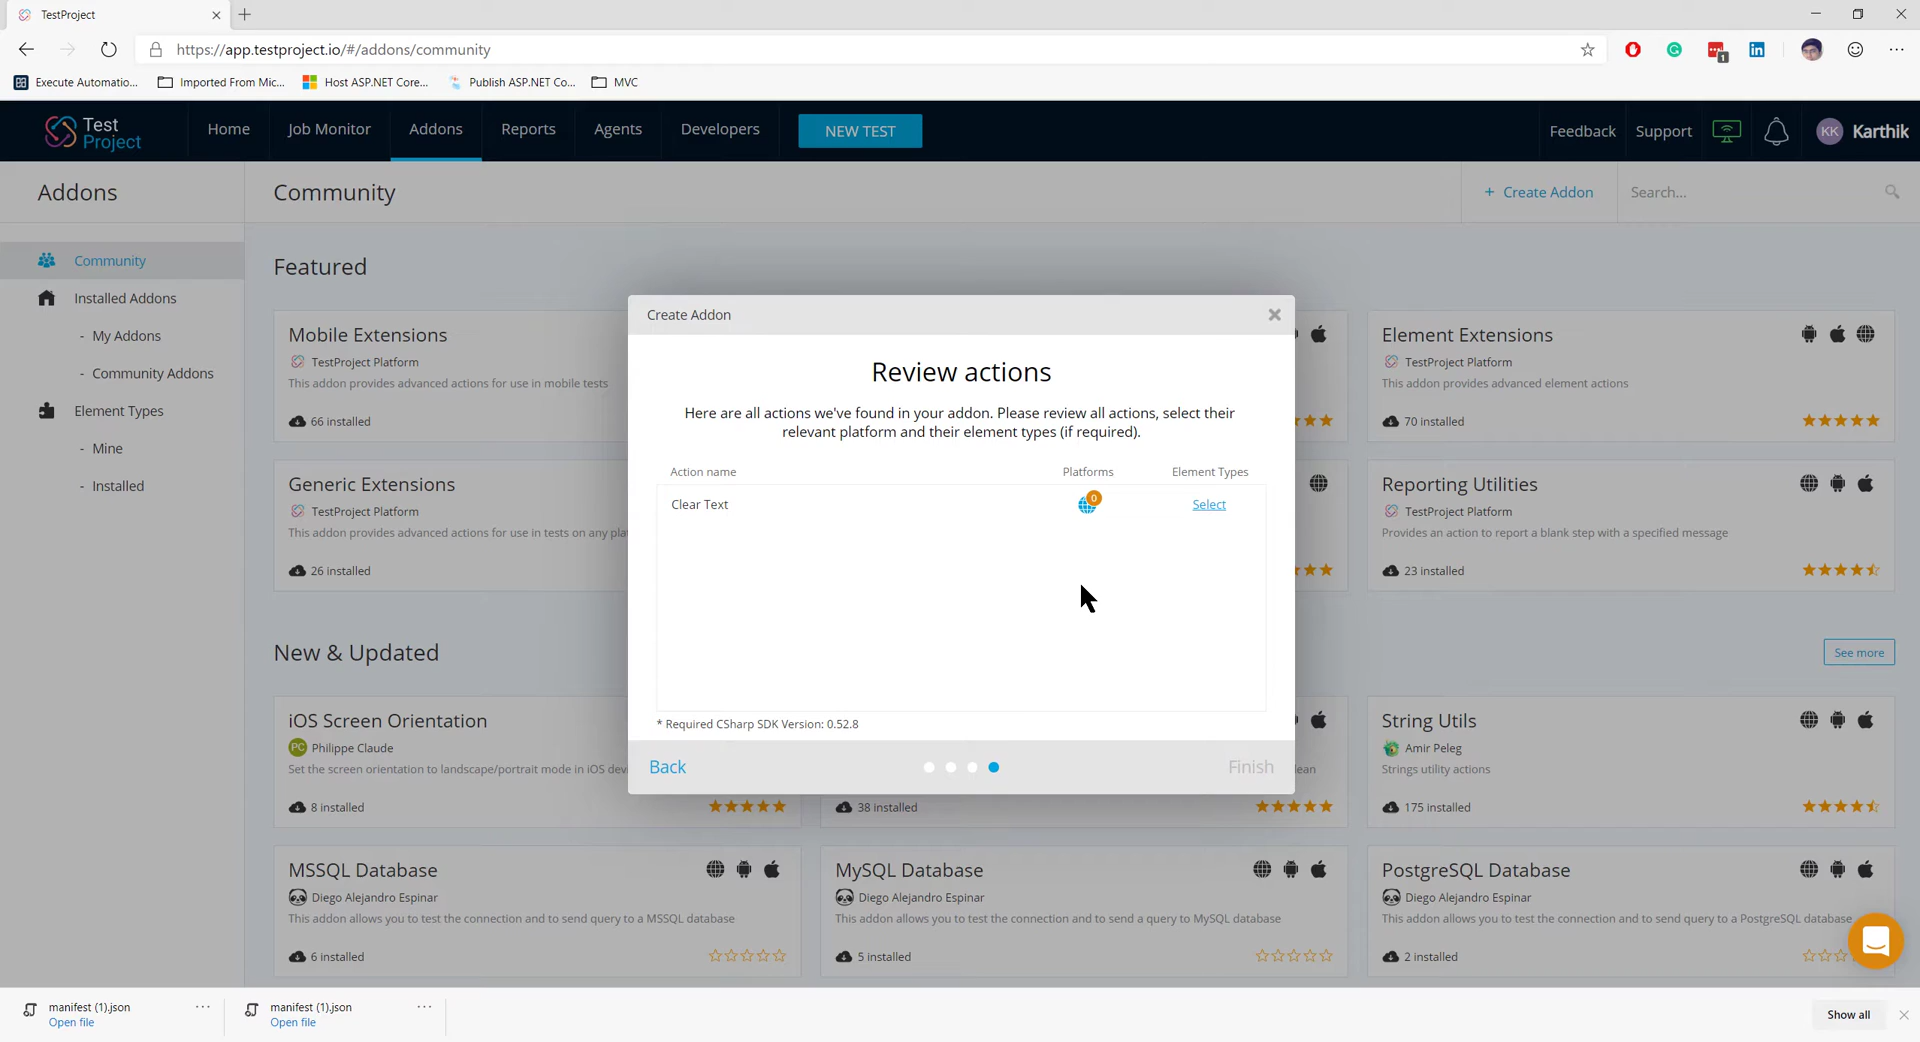 TestProject
https://app.testproject.io/#/addons/community
1
Execute Automatio...
Imported From Mic...
Host ASP.NET Core...
Publish ASP.NET Co...
MVC
Test
Project
Home
Job Monitor
Addons
Reports
Agents
Developers
NEW TEST
Feedback
Support
KK
Karthik
Addons
Community
+ Create Addon
Search...
Community
Installed Addons
- My Addons
- Community Addons
Element Types
- Mine
- Installed
Featured
Mobile Extensions
TestProject Platform
This addon provides advanced actions for use in mobile tests
66 installed
Element Extensions
TestProject Platform
This addon provides advanced element actions
70 installed
Generic Extensions
TestProject Platform
This addon provides advanced actions for use in tests on any pla
26 installed
Reporting Utilities
TestProject Platform
Provides an action to report a blank step with a specified message
23 installed
Create Addon
Review actions
Here are all actions we've found in your addon. Please review all actions, select their
relevant platform and their element types (if required).
Action name
Platforms
Element Types
Clear Text
0
Select
* Required CSharp SDK Version: 0.52.8
Back
Finish
New & Updated
See more
iOS Screen Orientation
PC
Philippe Claude
Set the screen orientation to landscape/portrait mode in iOS devi
8 installed
lean
38 installed
String Utils
Amir Peleg
Strings utility actions
175 installed
MSSQL Database
Diego Alejandro Espinar
This addon allows you to test the connection and to send query to a MSSQL database
6 installed
MySQL Database
Diego Alejandro Espinar
This addon allows you to test the connection and to send a query to MySQL database
5 installed
PostgreSQL Database
Diego Alejandro Espinar
This addon allows you to test the connection and to send query to a PostgreSQL database
2 installed
manifest (1).json
Open file
manifest (1).json
Open file
Show all